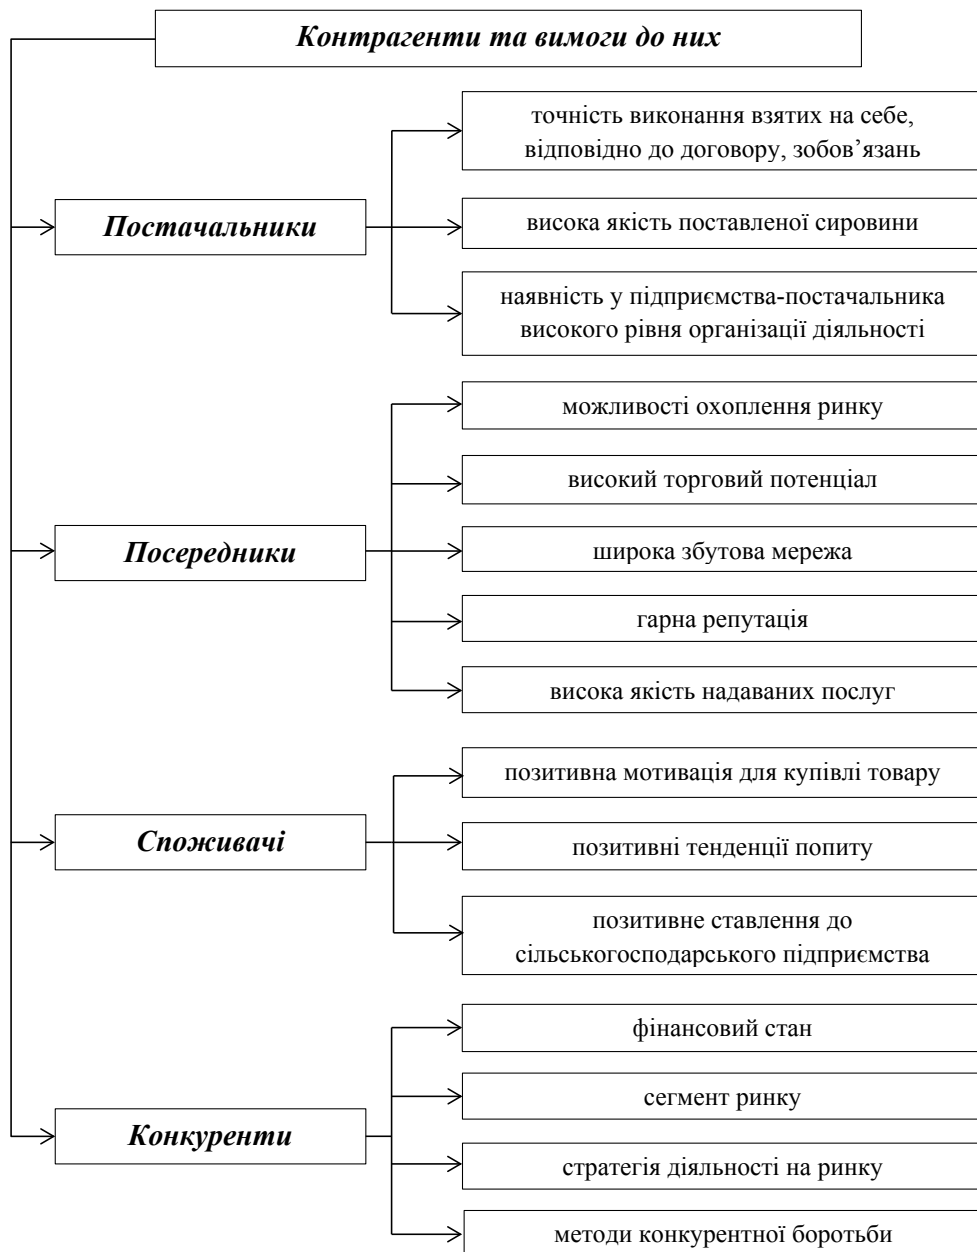 Контрагенти та вимоги до них
Постачальники
точність виконання взятих на себе,
відповідно до договору, зобов’язань
висока якість поставленої сировини
наявність у підприємства-постачальника
високого рівня організації діяльності
Посередники
можливості охоплення ринку
високий торговий потенціал
широка збутова мережа
гарна репутація
висока якість надаваних послуг
Споживачі
позитивна мотивація для купівлі товару
позитивні тенденції попиту
позитивне ставлення до
сільськогосподарського підприємства
Конкуренти
фінансовий стан
сегмент ринку
стратегія діяльності на ринку
методи конкурентної боротьби